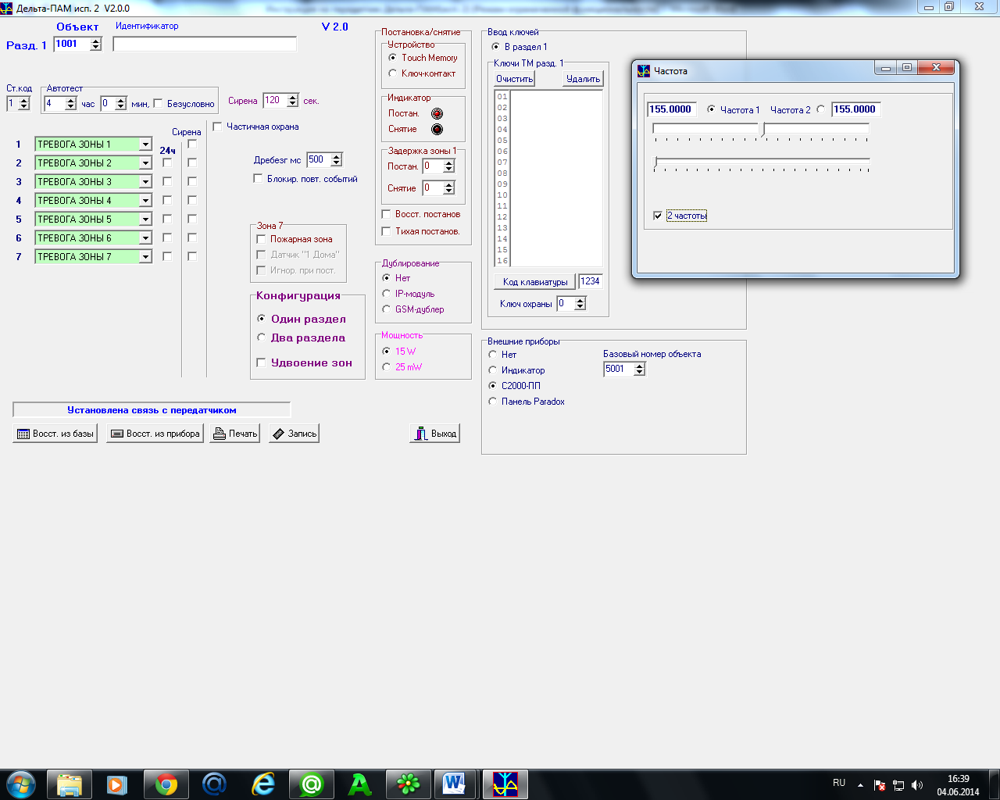 Дельта-ПАМ исп. 2  V2.0.0
Объект
Идентификатор
V 2.0
Разд. 1
1001
Ст.код
1
Автотест
4
час
0
мин,
Безусловно
Сирена
120
сек.
Сирена
24ч
Частичная охрана
1
ТРЕВОГА ЗОНЫ 1
2
ТРЕВОГА ЗОНЫ 2
3
ТРЕВОГА ЗОНЫ 3
4
ТРЕВОГА ЗОНЫ 4
5
ТРЕВОГА ЗОНЫ 5
6
ТРЕВОГА ЗОНЫ 6
7
ТРЕВОГА ЗОНЫ 7
Дребезг мс
500
Блокир. повт. событий
Зона 7
Пожарная зона
Датчик "1 Дома"
Игнор. при пост.
Конфигурация
Один раздел
Два раздела
Удвоение зон
Постановка/снятие
Устройство
Touch Memory
Ключ-контакт
Индикатор
Постан.
Снятие
Задержка зоны 1
Постан.
0
Снятие
0
Восст. постанов
Тихая постанов.
Дублирование
Нет
IP-модуль
GSM-дублер
Мощность
15 W
25 mW
Ввод ключей
В раздел 1
Ключи ТМ разд. 1
Очистить
Удалить
01
02
03
04
05
06
07
08
09
10
11
12
13
14
15
16
Код клавиатуры
1234
Ключ охраны
0
Внешние приборы
Нет
Индикатор
С2000-ПП
Панель Paradox
Базовый номер объекта
5001
Частота
155.0000
Частота 1
Частота 2
155.0000
2 частоты
Установлена связь с передатчиком
Восст. из базы
Восст. из прибора
Печать
Запись
Выход
RU
16:39
04.06.2014